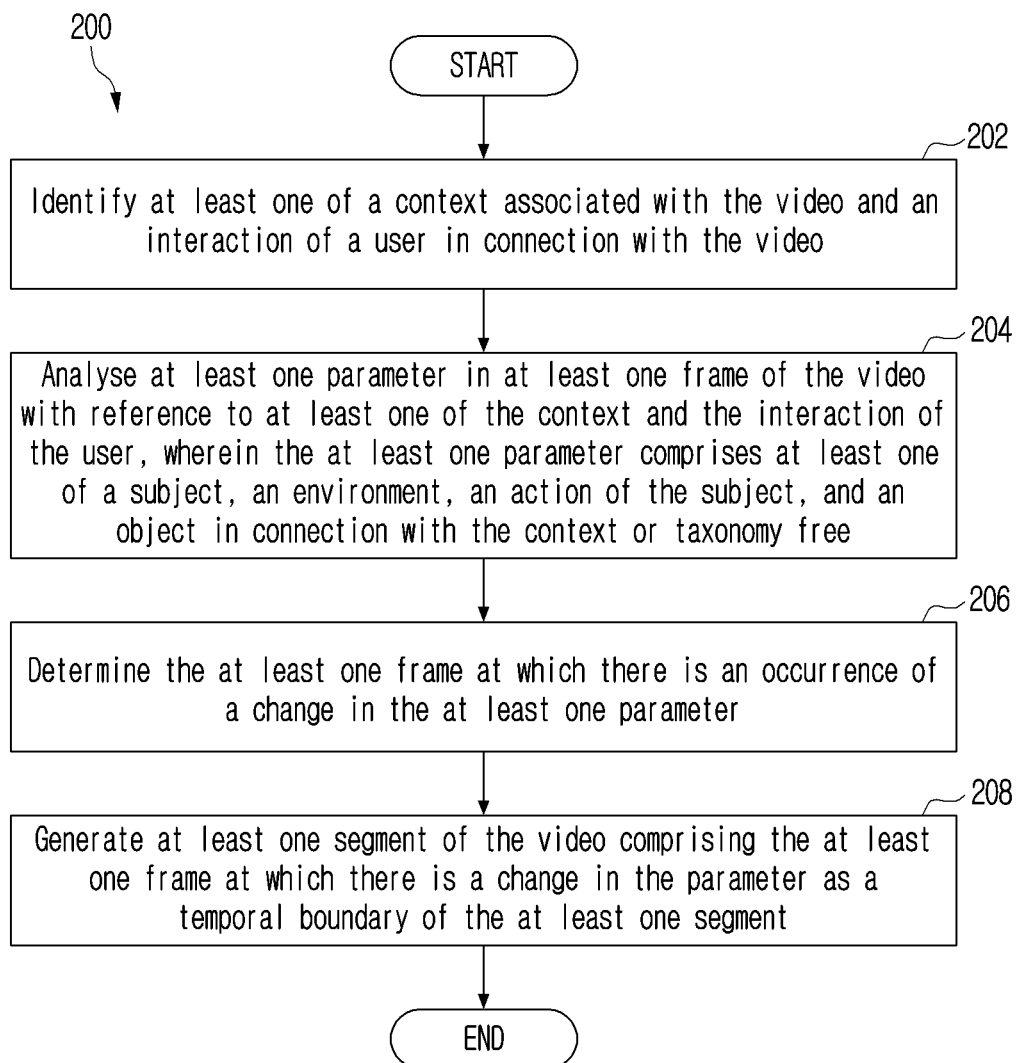 200
START
202
Identify at least one of a context associated with the video and an
interaction of a user in connection with the video
204
Analyse at least one parameter in at least one frame of the video
with reference to at least one of the context and the interaction of
the user, wherein the at least one parameter comprises at least one
of a subject, an environment, an action of the subject, and an
object in connection with the context or taxonomy free
206
Determine the at least one frame at which there is an occurrence of
a change in the at least one parameter
208
Generate at least one segment of the video comprising the at least
one frame at which there is a change in the parameter as a
temporal boundary of the at least one segment
END